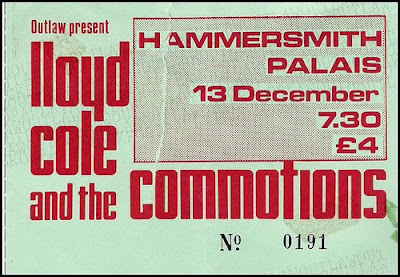 Outlaw present
lloyd
cole
and the commotions
HAMMERSMITH
PALAIS
13 December
7.30
£4
No 0191